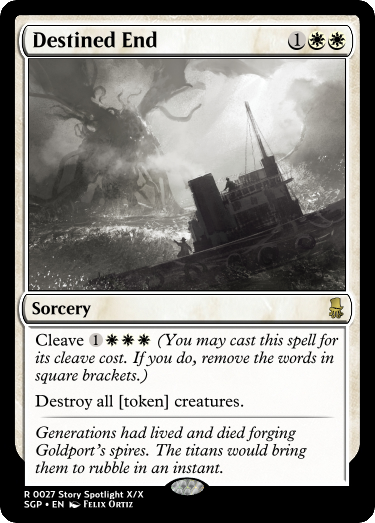 Destined End 1
Sorcery
Cleave 1 (You may cast this spell for
its cleave cost. If you do, remove the words in
square brackets.)
Destroy all [token] creatures.
Generations had lived and died forging
Goldport's spires. The titans would bring
them to rubble in an instant.
R 0027 Story Spotlight X/X
SGP • EN Felix Ortiz